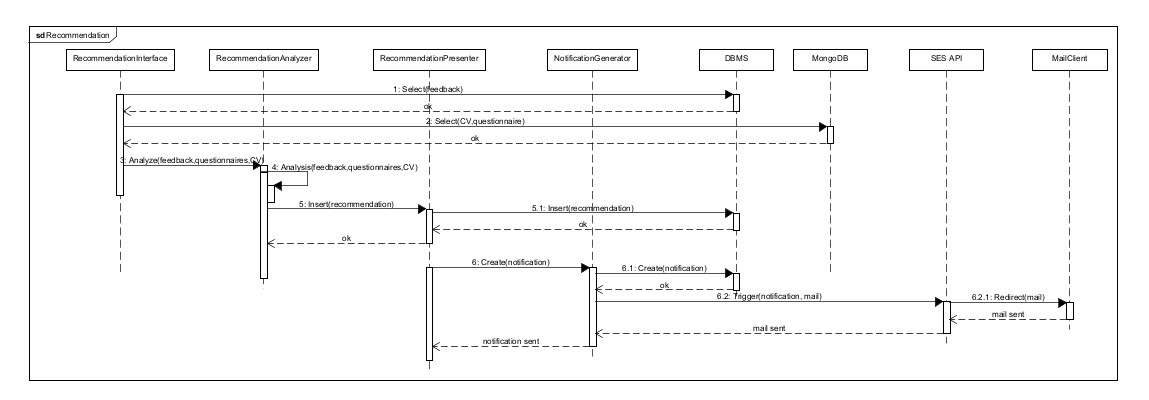 sd Recommendation
RecommendationInterface
RecommendationAnalyzer
RecommendationPresenter
NotificationGenerator
DBMS
MongoDB
SES API
MailClient
1: Select(feedback)
ok
2: Select(CV,questionnaire)
ok
3: Analyze(feedback,questionnaires,CV)
4: Analysis(feedback,questionnaires,CV)
5: Insert(recommendation)
5.1: Insert(recommendation)
ok
ok
6: Create(notification)
6.1: Create(notification)
ok
6.2: Trigger(notification, mail)
6.2.1: Redirect(mail)
mail sent
mail sent
notification sent